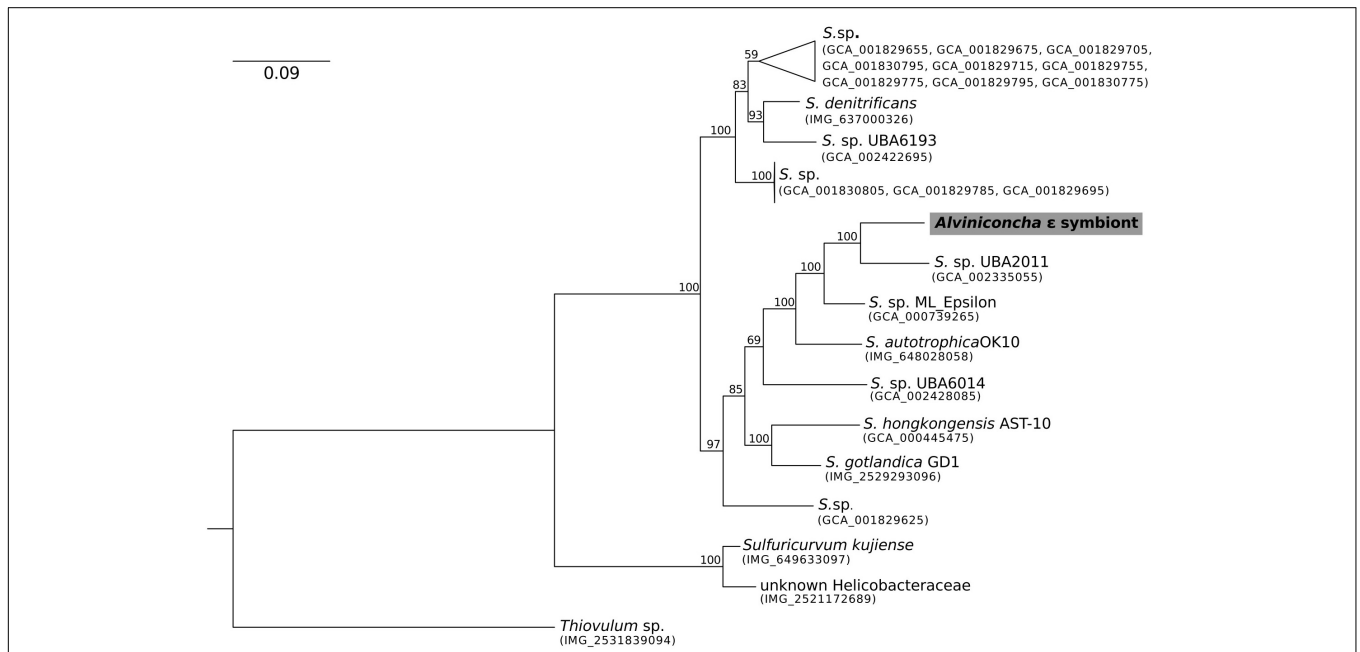 S.sp.
(GCA_001829655, GCA_001829675, GCA_001829705,
GCA_001830795, GCA_001829715, GCA_001829755,
GCA_001829775, GCA_001829795, GCA_001830775)
0.09
59
83
S. denitrificans
(IMG_637000326)
93
100
S. sp. UBA6193
(GCA_002422695)
100
S. sp.
(GCA_001830805, GCA_001829785, GCA_001829695)
Alviniconcha ε symbiont
100
S. sp. UBA2011
(GCA_002335055)
100
100
S. sp. ML_Epsilon
(GCA_000739265)
100
69
S. autotrophicaOK10
(IMG_648028058)
S. sp. UBA6014
(GCA_002428085)
85
S. hongkongensis AST-10
(GCA_000445475)
100
97
S. gotlandica GD1
(IMG_2529293096)
S.sp.
(GCA_001829625)
Sulfuricurvum kujiense
(IMG_649633097)
100
unknown Helicobacteraceae
(IMG_2521172689)
Thiovulum sp.
(IMG_2531839094)